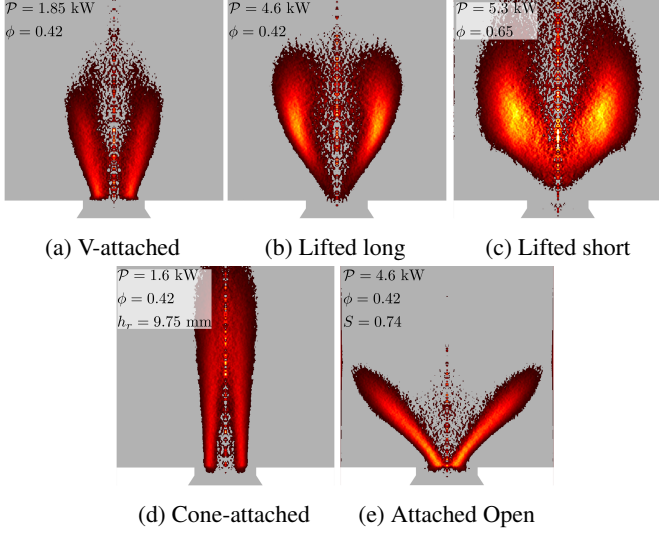 P = 1.85 kW
ϕ = 0.42
P = 4.6 kW
ϕ = 0.42
P = 5.3 kW
ϕ = 0.65
(a) V-attached
(b) Lifted long
(c) Lifted short
P = 1.6 kW
ϕ = 0.42
h_r = 9.75 mm
P = 4.6 kW
ϕ = 0.42
S = 0.74
(d) Cone-attached
(e) Attached Open